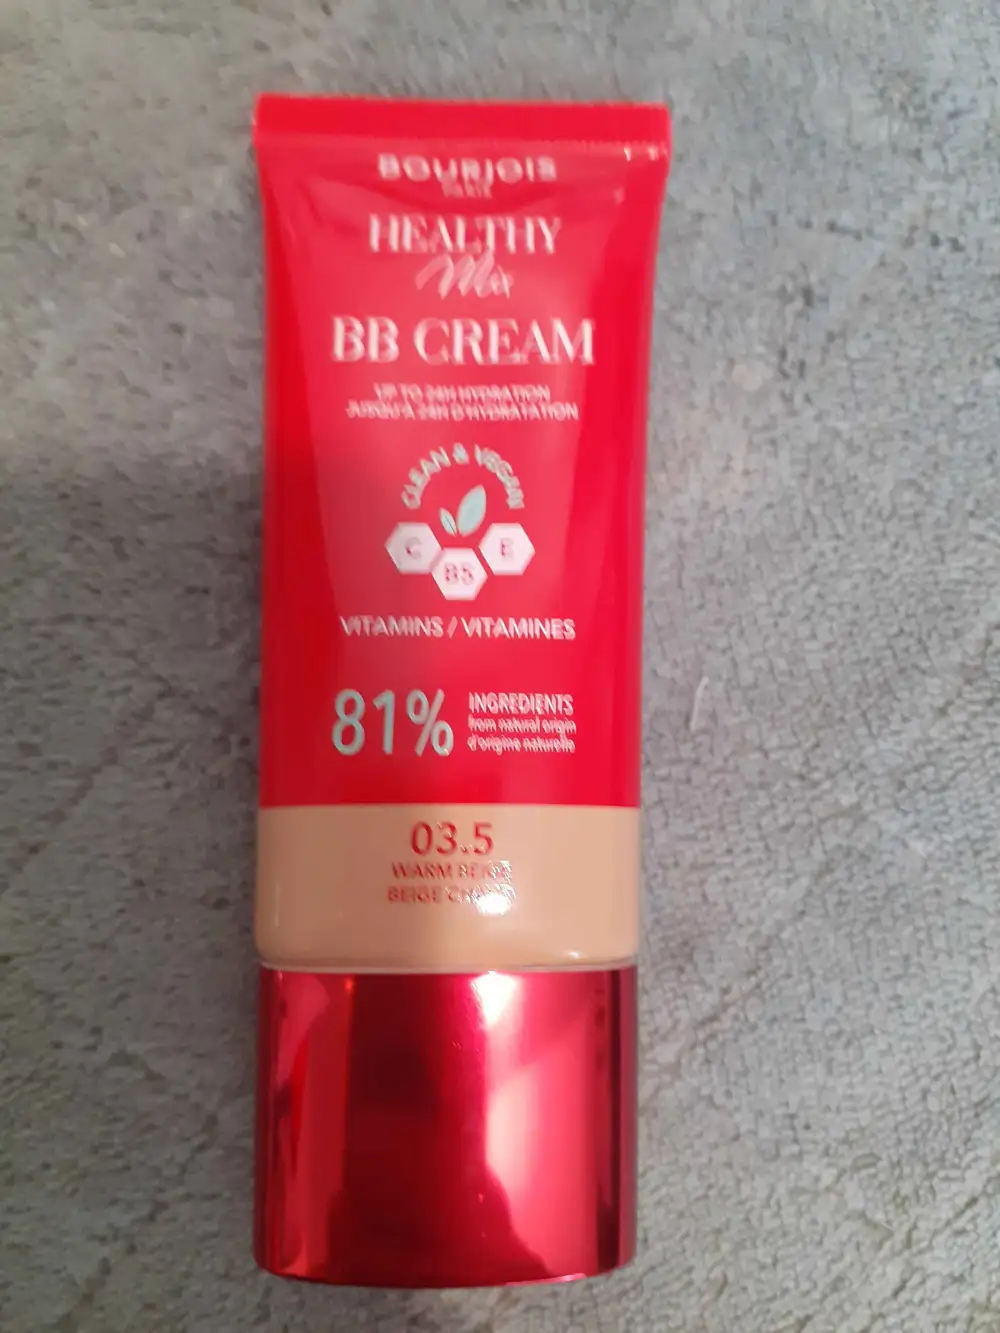 BOURJOIS
PARIS
HEALTHY
Mix
BB CREAM
UP TO 24H HYDRATION
JUSQU'À 24H D'HYDRATATION
CLEAN & VEGAN
C E
B5
VITAMINS / VITAMINES
81% INGREDIENTS
from natural origin
d'origine naturelle
03.5
WARM BEIGE
BEIGE